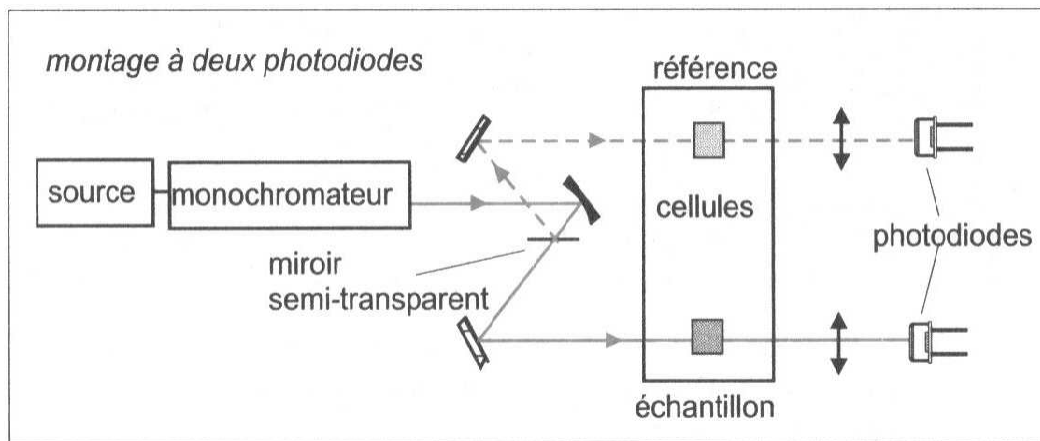 montage à deux photodiodes
référence
source
monochromateur
cellules
photodiodes
miroir
semi-transparent
échantillon